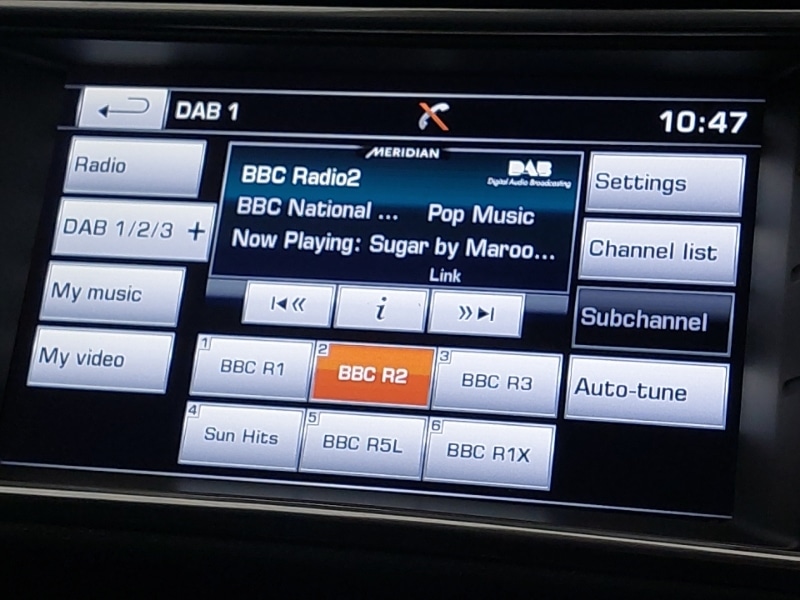 DAB 1
10:47
Radio
DAB 1/2/3 +
My music
My video
MERIDIAN
DAB
Digital Audio Broadcasting
BBC Radio2
BBC National ... Pop Music
Now Playing: Sugar by Maroo...
Link
i
1 BBC R1
2 BBC R2
3 BBC R3
4 Sun Hits
5 BBC R5L
6 BBC R1X
Settings
Channel list
Subchannel
Auto-tune